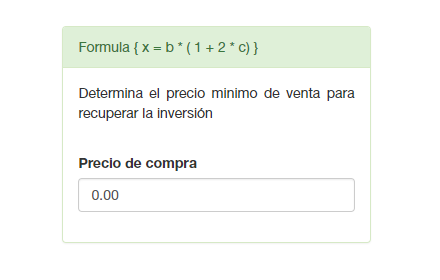 Formula { x = b * ( 1 + 2 * c) }
Determina el precio minimo de venta para
recuperar la inversión
Precio de compra
0.00